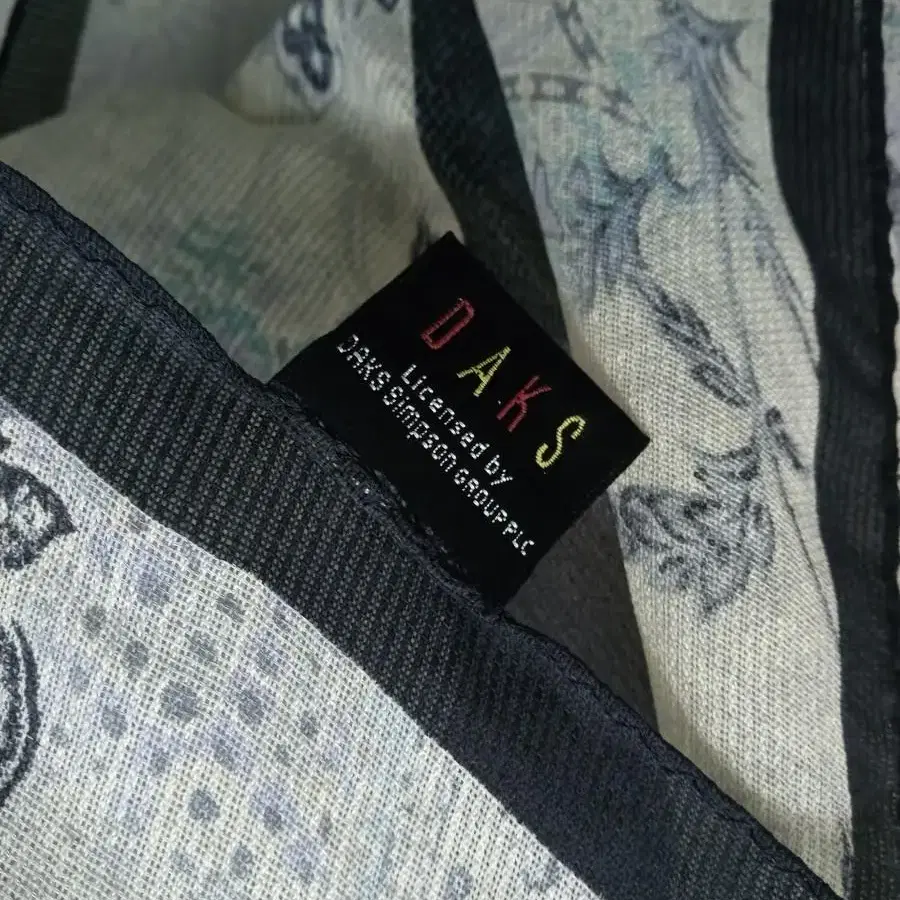 DAKS
Licensed by
DAKS Simpson GROUP PLC